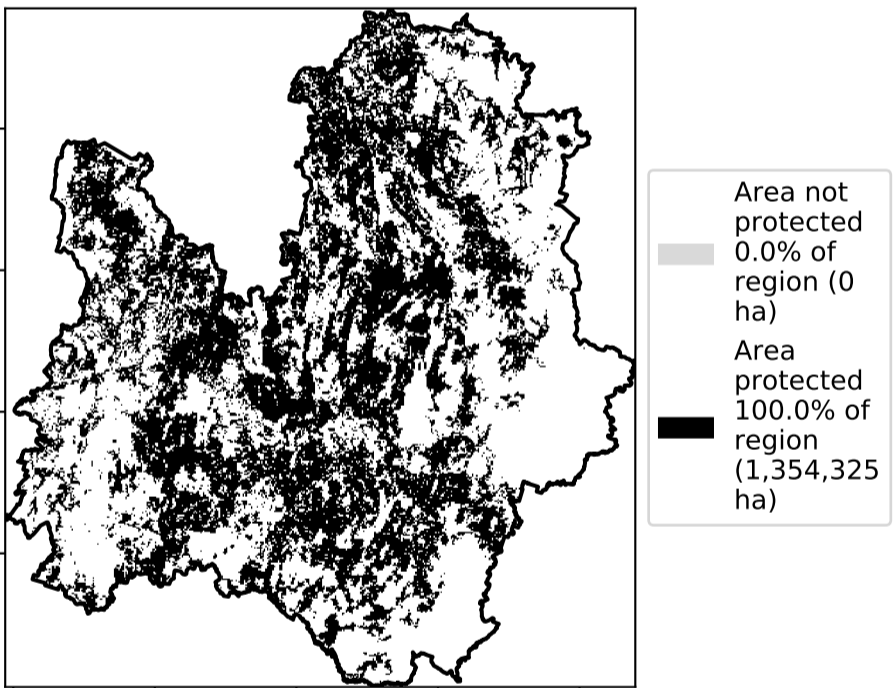 Area not
protected
0.0% of
region (0
ha)
Area
protected
100.0% of
region
(1,354,325
ha)